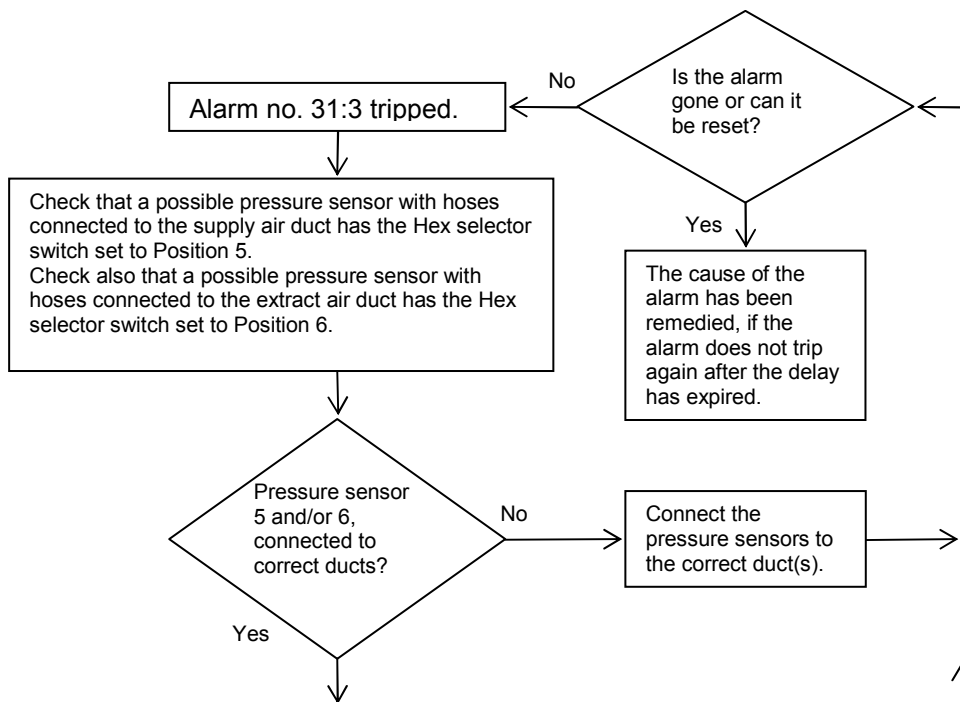 Alarm no. 31:3 tripped.
No
Is the alarm
gone or can it
be reset?
Check that a possible pressure sensor with hoses
connected to the supply air duct has the Hex selector
switch set to Position 5.
Check also that a possible pressure sensor with
hoses connected to the extract air duct has the Hex
selector switch set to Position 6.
Yes
The cause of the
alarm has been
remedied, if the
alarm does not trip
again after the delay
has expired.
Pressure sensor
5 and/or 6,
connected to
correct ducts?
No
Connect the
pressure sensors to
the correct duct(s).
Yes